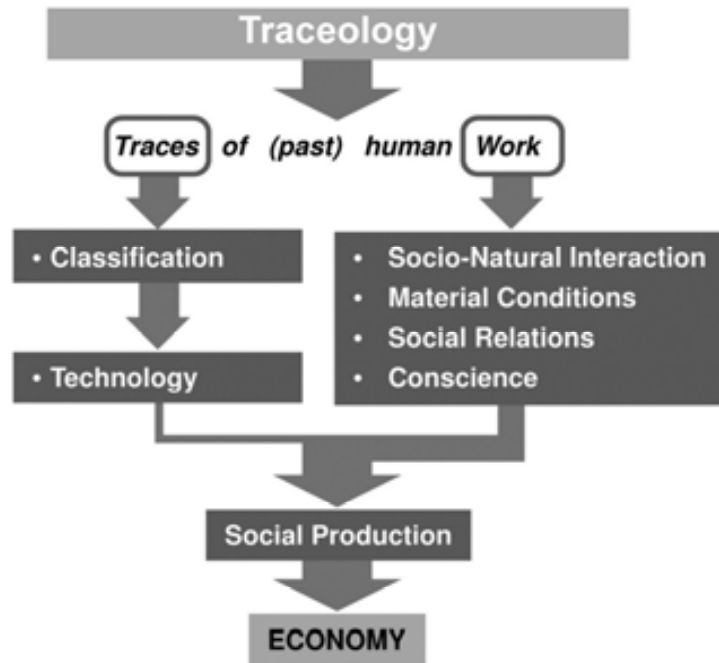 Traceology
Traces of (past) human Work
• Classification
• Technology
• Socio-Natural Interaction
• Material Conditions
• Social Relations
• Conscience
Social Production
ECONOMY